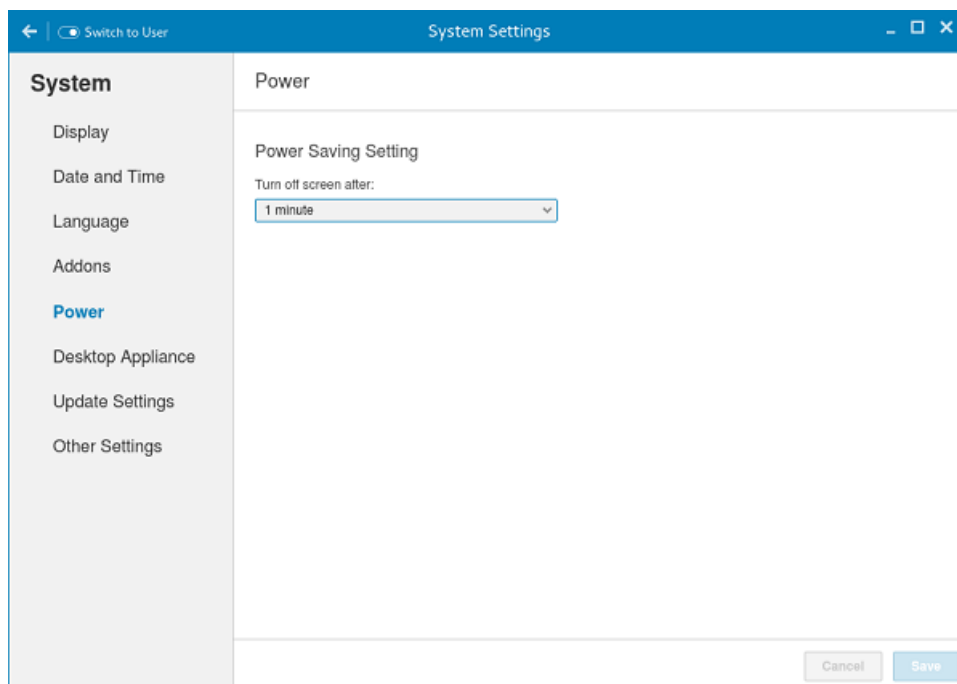 Switch to User
System Settings
System
Display
Date and Time
Language
Addons
Power
Desktop Appliance
Update Settings
Other Settings
Power
Power Saving Setting
Turn off screen after:
1 minute
Cancel
Save